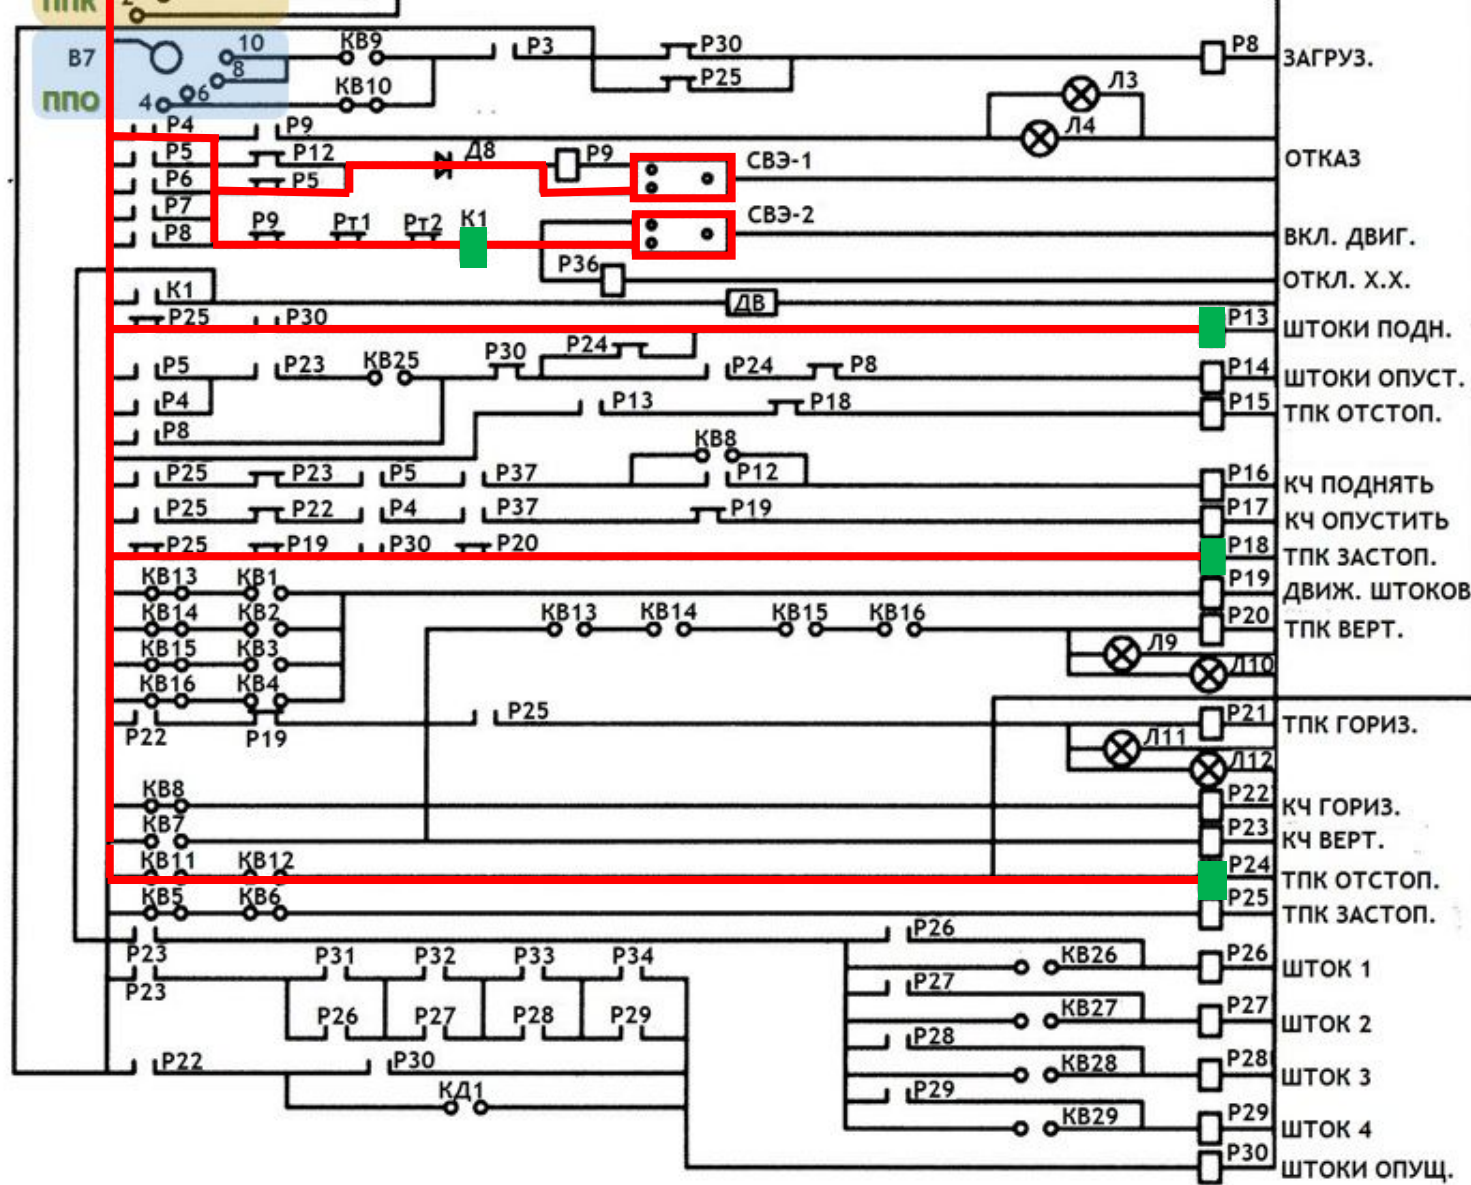 ППК 2
10 КВ9 Р3 Р30 Р8 ЗАГРУЗ.
В7 8 Р25
ППО 4 6 КВ10 Л3
Р4 Р9 Л4
Р5 Р12 Д8 Р9 СВЭ-1 ОТКАЗ
Р6 Р5
Р7 Р9 Рт1 Рт2 К1 СВЭ-2
Р8 ВКЛ. ДВИГ.
Р36 ОТКЛ. Х.Х.
К1 ДВ
Р25 Р30 Р13 ШТОКИ ПОДН.
Р5 Р23 КВ25 Р30 Р24 Р24 Р8 Р14 ШТОКИ ОПУСТ.
Р4 Р13 Р18 Р15 ТПК ОТСТОП.
Р8 КВ8
Р25 Р23 Р5 Р37 Р12 Р16 КЧ ПОДНЯТЬ
Р25 Р22 Р4 Р37 Р19 Р17 КЧ ОПУСТИТЬ
Р25 Р19 Р30 Р20 Р18 ТПК ЗАСТОП.
КВ13 КВ1 Р19 ДВИЖ. ШТОКОВ
КВ14 КВ2 КВ13 КВ14 КВ15 КВ16 Р20 ТПК ВЕРТ.
КВ15 КВ3 Л9 Л10
КВ16 КВ4
Р22 Р19 Р25 Р21 ТПК ГОРИЗ.
Л11 Л12
КВ8 Р22 КЧ ГОРИЗ.
КВ7 Р23 КЧ ВЕРТ.
КВ11 КВ12 Р24 ТПК ОТСТОП.
КВ5 КВ6 Р25 ТПК ЗАСТОП.
Р23 Р31 Р32 Р33 Р34 Р26 КВ26 Р26 ШТОК 1
Р23 Р26 Р27 Р28 Р29 Р27 КВ27 Р27 ШТОК 2
Р22 Р30 Р28 КВ28 Р28 ШТОК 3
КД1 Р29 КВ29 Р29 ШТОК 4
Р30 ШТОКИ ОПУЩ.